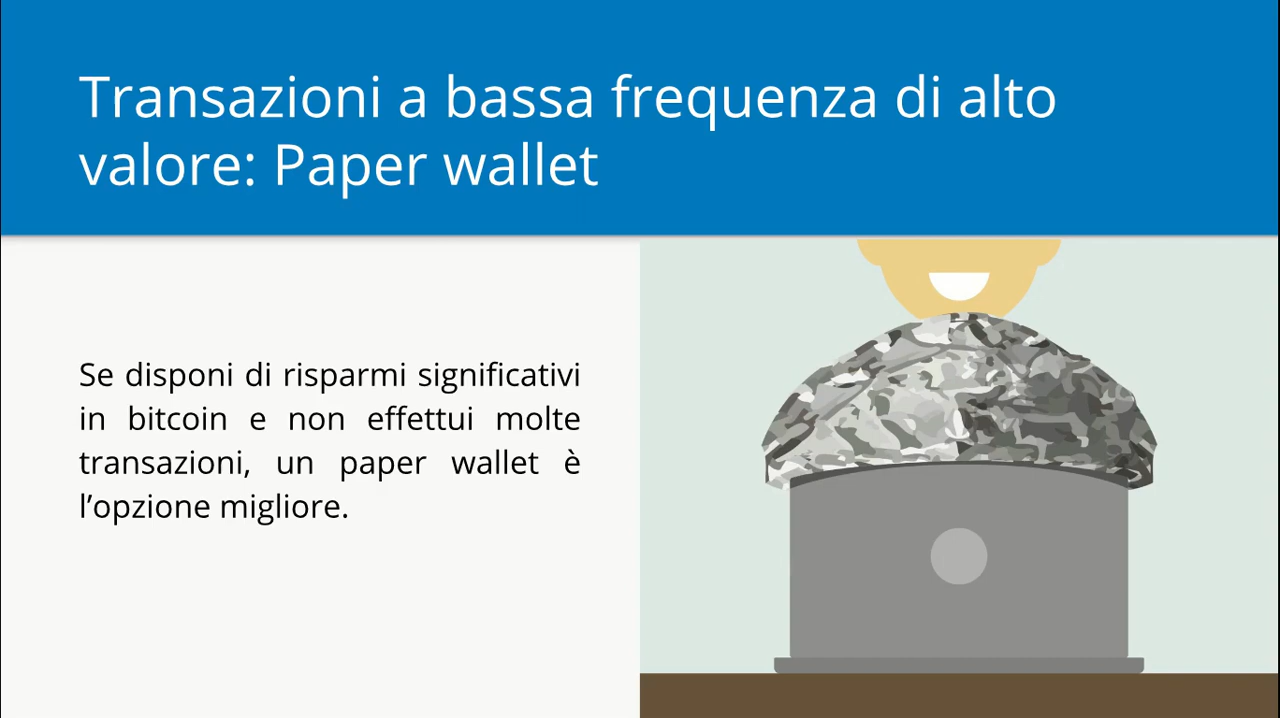 Transazioni a bassa frequenza di alto
valore: Paper wallet
Se disponi di risparmi significativi
in bitcoin e non effettui molte
transazioni, un paper wallet è
l’opzione migliore.